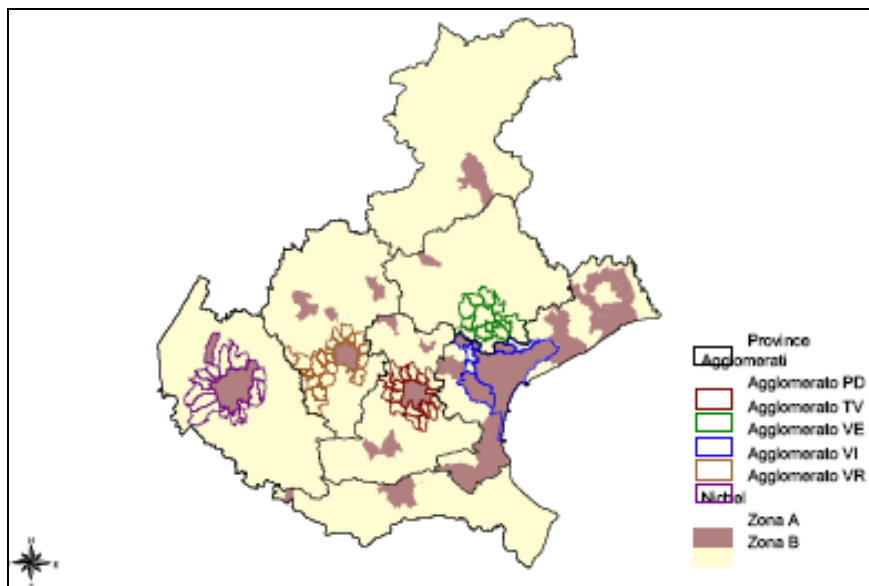 Province
Agglomerati
Agglomerato PD
Agglomerato TV
Agglomerato VE
Agglomerato VI
Agglomerato VR
Nichel
Zona A
Zona B